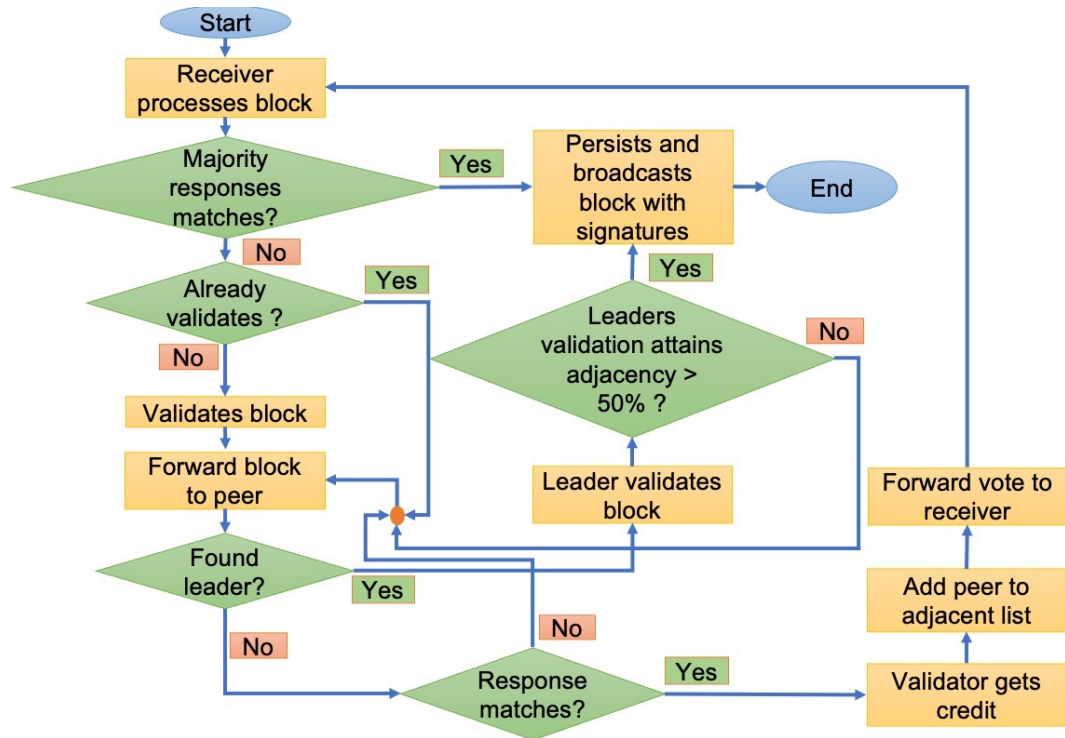 Start
Receiver
processes block
Majority
responses
matches?
Yes
Persists and
broadcasts
block with
signatures
End
No
Already
validates ?
Yes
Yes
Leaders
validation attains
adjacency >
50% ?
No
No
Validates block
Forward block
to peer
Leader validates
block
Forward vote to
receiver
Found
leader?
Yes
Add peer to
adjacent list
No
No
Response
matches?
Yes
Validator gets
credit